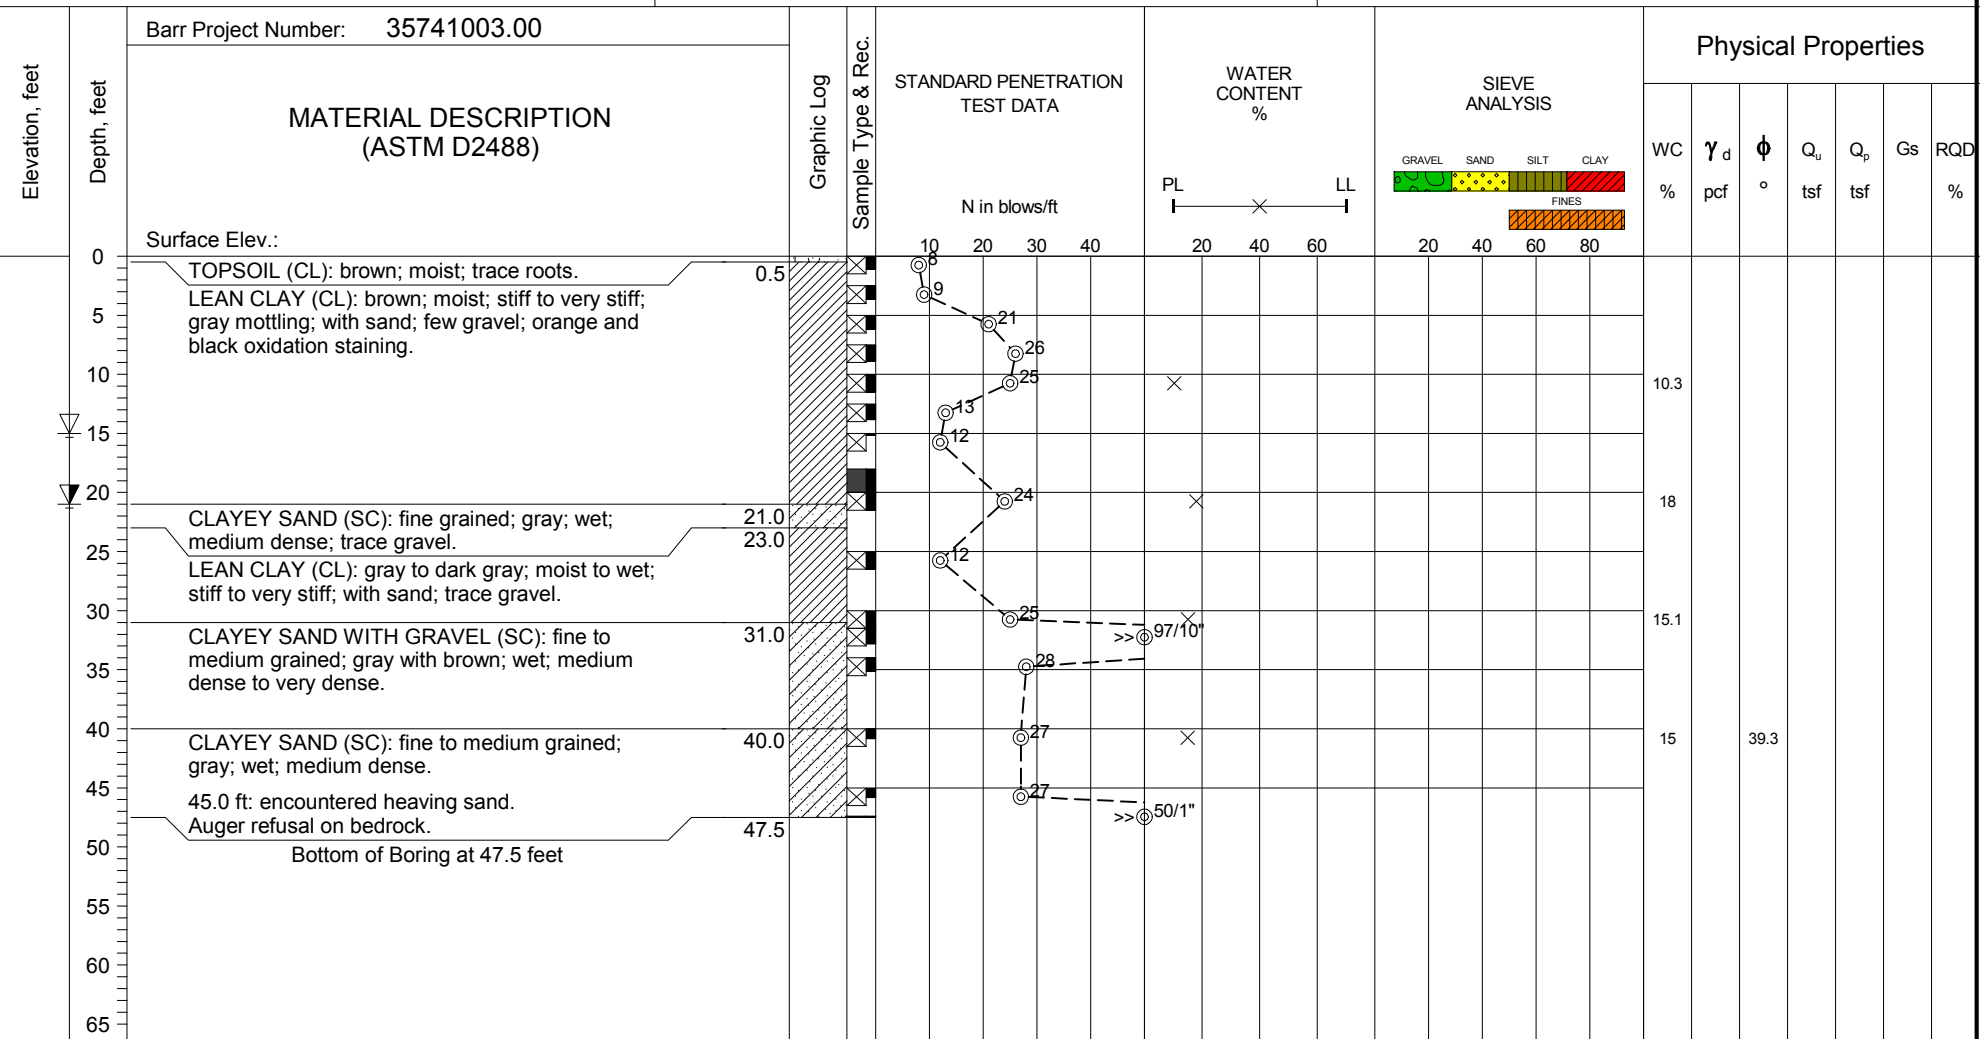 Barr Project Number: 35741003.00
Elevation, feet
Depth, feet
MATERIAL DESCRIPTION
(ASTM D2488)
Surface Elev.:
Graphic Log
Sample Type & Rec.
STANDARD PENETRATION
TEST DATA
N in blows/ft
10 20 30 40
WATER
CONTENT
%
PL LL
20 40 60
SIEVE
ANALYSIS
GRAVEL SAND SILT CLAY
FINES
20 40 60 80
Physical Properties
WC γd ϕ Qu Qp Gs RQD
% pcf ° tsf tsf %
0
TOPSOIL (CL): brown; moist; trace roots. 0.5
8
LEAN CLAY (CL): brown; moist; stiff to very stiff;
9
5 gray mottling; with sand; few gravel; orange and 21
black oxidation staining. 26
10 25 10.3
13
15 12
20 24 18
CLAYEY SAND (SC): fine grained; gray; wet; 21.0
medium dense; trace gravel. 23.0
25 12
LEAN CLAY (CL): gray to dark gray; moist to wet;
stiff to very stiff; with sand; trace gravel.
30 25 15.1
CLAYEY SAND WITH GRAVEL (SC): fine to 31.0 >> 97/10"
medium grained; gray with brown; wet; medium 28
35 dense to very dense.
40 27
CLAYEY SAND (SC): fine to medium grained; 40.0 15 39.3
gray; wet; medium dense.
45 27
45.0 ft: encountered heaving sand. >> 50/1"
Auger refusal on bedrock. 47.5
50 Bottom of Boring at 47.5 feet
55
60
65